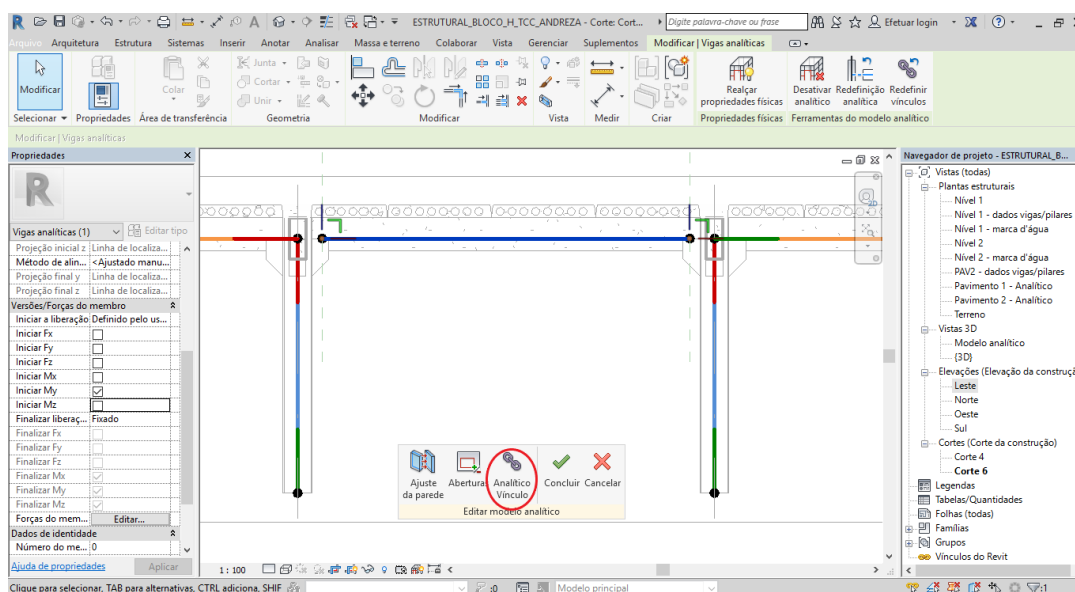 R A ESTRUTURAL_BLOCO_H_TCC_ANDREZA - Corte: Cort... Digite palavra-chave ou frase Efetuar login
Arquivo Arquitetura Estrutura Sistemas Inserir Anotar Analisar Massa e terreno Colaborar Vista Gerenciar Suplementos Modificar | Vigas analíticas
Modificar
Colar
Junta
Cortar
Unir
Realçar
propriedades físicas
Desativar
analítico
Redefinição
analítica
Redefinir
vínculos
Selecionar Propriedades Área de transferência Geometria Modificar Vista Medir Criar Propriedades físicas Ferramentas do modelo analítico
Modificar | Vigas analíticas
Propriedades
R
Vigas analíticas (1) Editar tipo
Projeção inicial z Linha de localiza...
Método de alin... <Ajustado manu...
Projeção final y Linha de localiza...
Projeção final z Linha de localiza...
Versões/Forças do membro
Iniciar a liberação Definido pelo us...
Iniciar Fx
Iniciar Fy
Iniciar Fz
Iniciar Mx
Iniciar My
Iniciar Mz
Finalizar liberaç... Fixado
Finalizar Fx
Finalizar Fy
Finalizar Fz
Finalizar Mx
Finalizar My
Finalizar Mz
Forças do mem... Editar...
Dados de identidade
Número do me... 0
Ajuda de propriedades Aplicar
2D
Ajuste
da parede
Aberturas
Analítico
Vínculo
Concluir
Cancelar
Editar modelo analítico
1 : 100
Navegador de projeto - ESTRUTURAL_B...
Vistas (todas)
Plantas estruturais
Nível 1
Nível 1 - dados vigas/pilares
Nível 1 - marca d'água
Nível 2
Nível 2 - marca d'água
PAV2 - dados vigas/pilares
Pavimento 1 - Analítico
Pavimento 2 - Analítico
Terreno
Vistas 3D
Modelo analítico
{3D}
Elevações (Elevação da construçã
Leste
Norte
Oeste
Sul
Cortes (Corte da construção)
Corte 4
Corte 6
Legendas
Tabelas/Quantidades
Folhas (todas)
Famílias
Grupos
Vínculos do Revit
Clique para selecionar, TAB para alternativas, CTRL adiciona, SHIF :0 Modelo principal :1